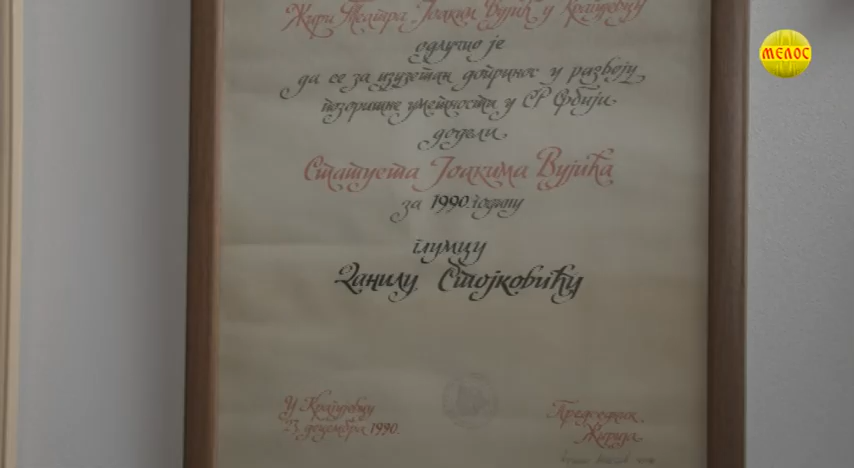 Жири Театра Јоаким Вујић у Крагујевцу
одлучио је
да се за изузетан допринос у развоју
позоришне уметности у СР Србији
додели
Статуета Јоакима Вујића
за 1990. годину
глумцу
Данилу Стојковићу
У Крагујевцу
23. децембра 1990.
Председник
Жирија
МЕЛОС